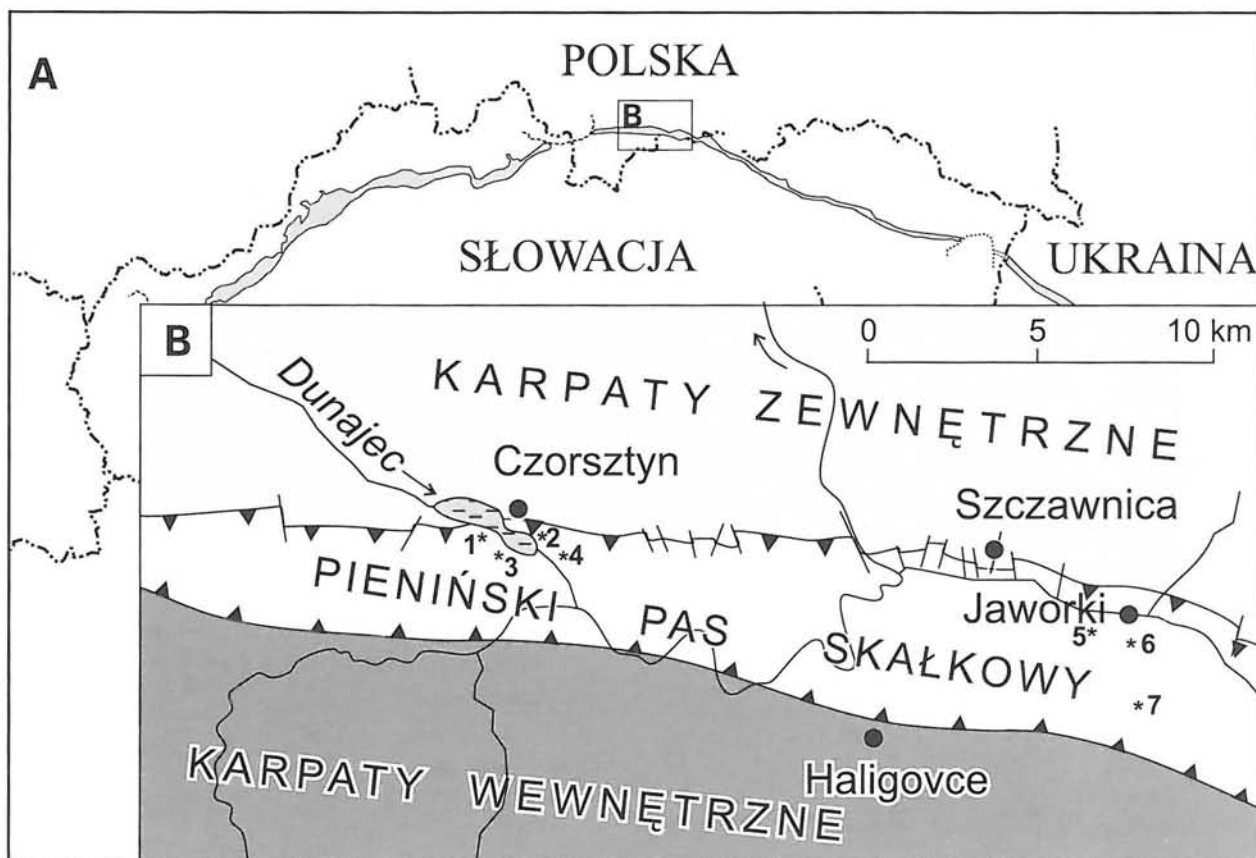 A
POLSKA
B
SŁOWACJA
UKRAINA
B
0 5 10 km
KARPATY ZEWNĘTRZNE
Dunajec
Czorsztyn
Szczawnica
1*
*2
*3
*4
PIENIŃSKI PAS SKAŁKOWY
Jaworki
5*
*6
*7
Haligovce
KARPATY WEWNĘTRZNE